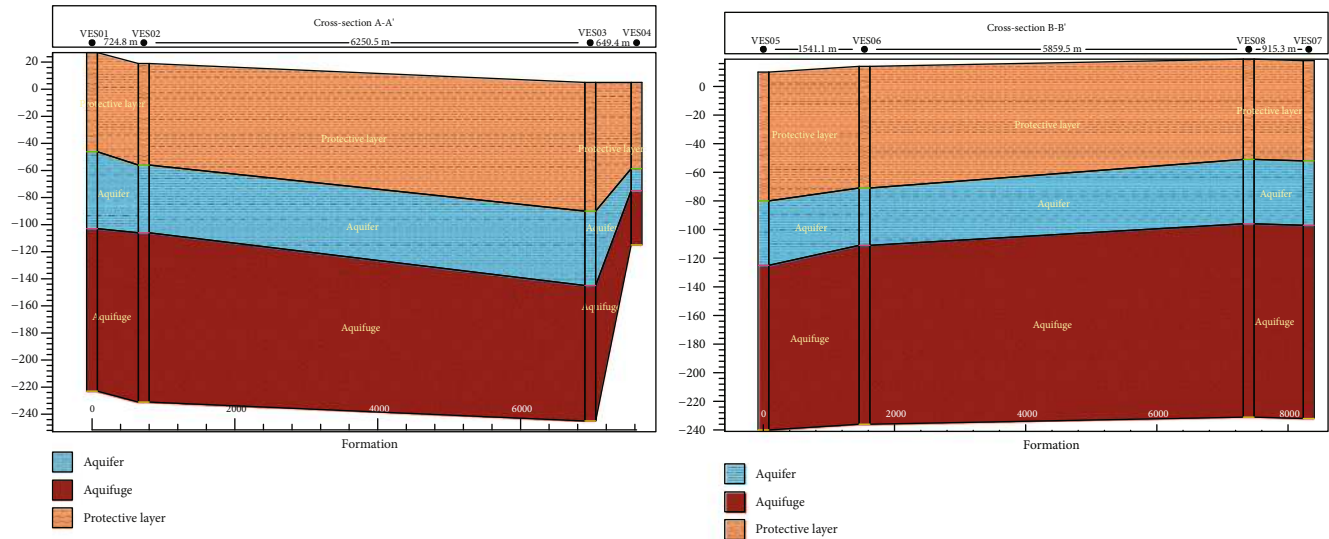 Cross-section A-A'
VES01 VES02 VES03 VES04
724.8 m 6250.5 m 649.4 m
20
0
−20
−40
−60
−80
−100
−120
−140
−160
−180
−200
−220
−240
Protective layer Protective layer Protective layer
Aquifer Aquifer Aquifer
Aquifuge Aquifuge Aquifuge
0 2000 4000 6000
Formation
Aquifer
Aquifuge
Protective layer
Cross-section B-B'
VES05 VES06 VES08 VES07
1541.1 m 5859.5 m 915.3 m
0
−20
−40
−60
−80
−100
−120
−140
−160
−180
−200
−220
−240
Protective layer Protective layer Protective layer
Aquifer Aquifer Aquifer
Aquifuge Aquifuge Aquifuge
0 2000 4000 6000 8000
Formation
Aquifer
Aquifuge
Protective layer